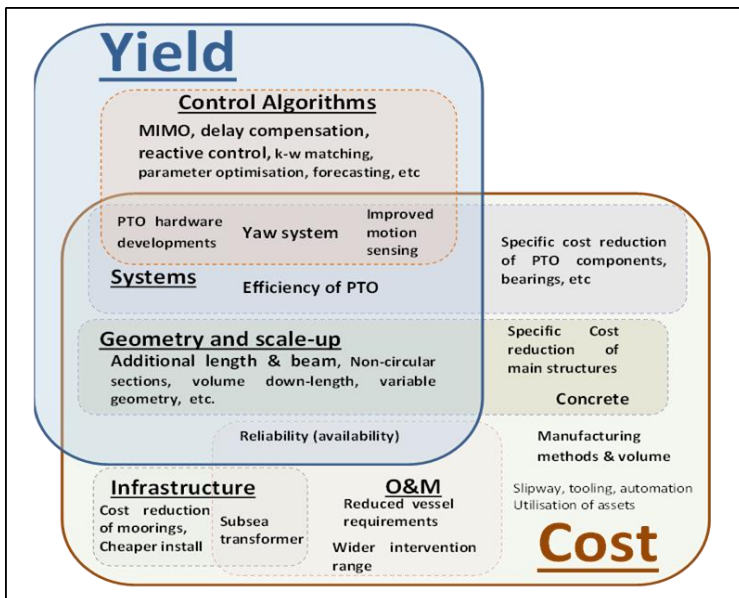 Yield
Control Algorithms
MIMO, delay compensation,
reactive control, k-w matching,
parameter optimisation, forecasting, etc
PTO hardware
developments
Yaw system
Improved
motion
sensing
Specific cost reduction
of PTO components,
bearings, etc
Systems
Efficiency of PTO
Geometry and scale-up
Additional length & beam, Non-circular
sections, volume down-length, variable
geometry, etc.
Specific Cost
reduction of
main structures
Concrete
Reliability (availability)
Manufacturing
methods & volume
Slipway, tooling, automation
Utilisation of assets
Infrastructure
Cost reduction
of moorings,
Cheaper install
Subsea
transformer
O&M
Reduced vessel
requirements
Wider intervention
range
Cost